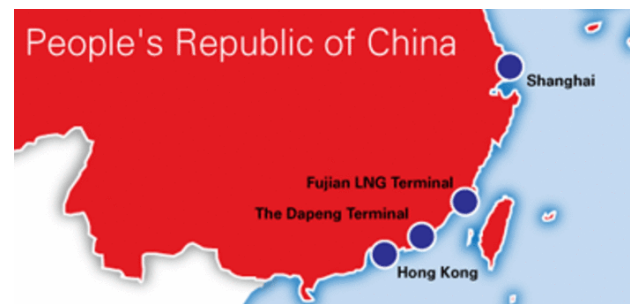 People's Republic of China
Shanghai
Fujian LNG Terminal
The Dapeng Terminal
Hong Kong